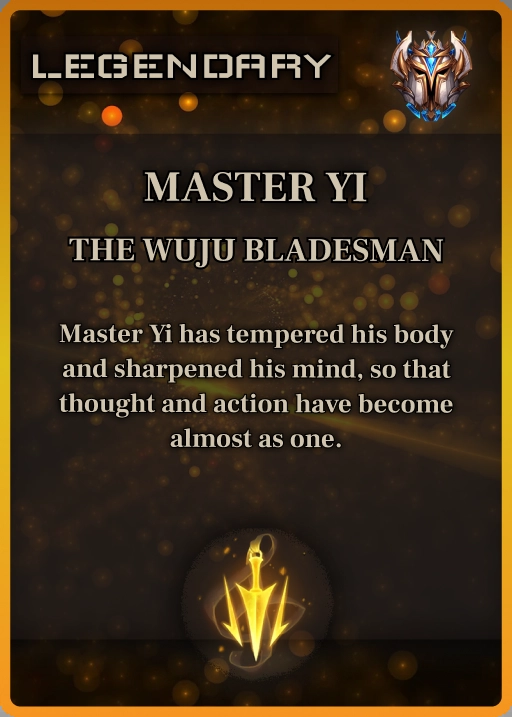 LEGENDARY
MASTER YI
THE WUJU BLADESMAN
Master Yi has tempered his body
and sharpened his mind, so that
thought and action have become
almost as one.